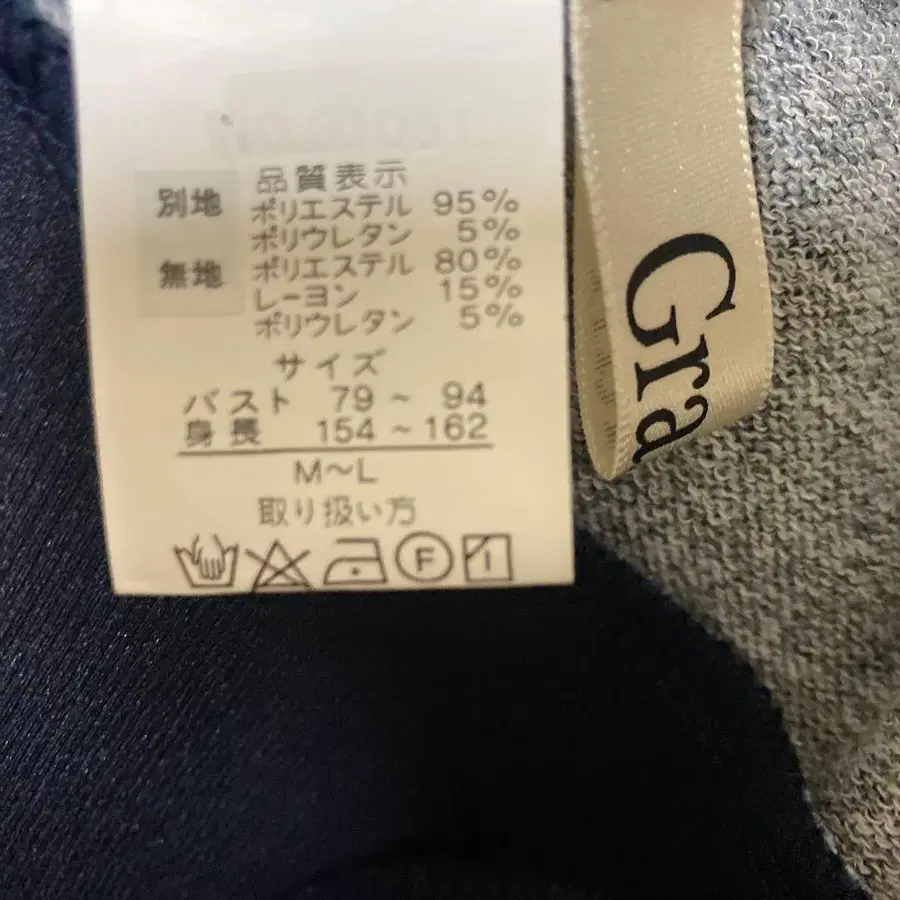 品質表示
別地 ポリエステル 95%
ポリウレタン 5%
無地 ポリエステル 80%
レーヨン 15%
ポリウレタン 5%
サイズ
バスト 79～94
身長 154～162
M～L
取り扱い方
F
Gra